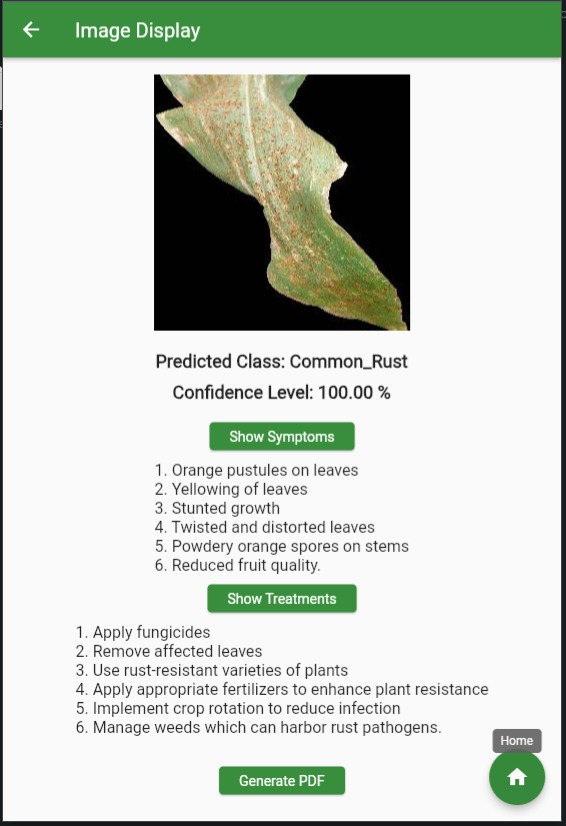 Image Display
Predicted Class: Common_Rust
Confidence Level: 100.00 %
Show Symptoms
1. Orange pustules on leaves
2. Yellowing of leaves
3. Stunted growth
4. Twisted and distorted leaves
5. Powdery orange spores on stems
6. Reduced fruit quality.
Show Treatments
1. Apply fungicides
2. Remove affected leaves
3. Use rust-resistant varieties of plants
4. Apply appropriate fertilizers to enhance plant resistance
5. Implement crop rotation to reduce infection
6. Manage weeds which can harbor rust pathogens.
Home
Generate PDF